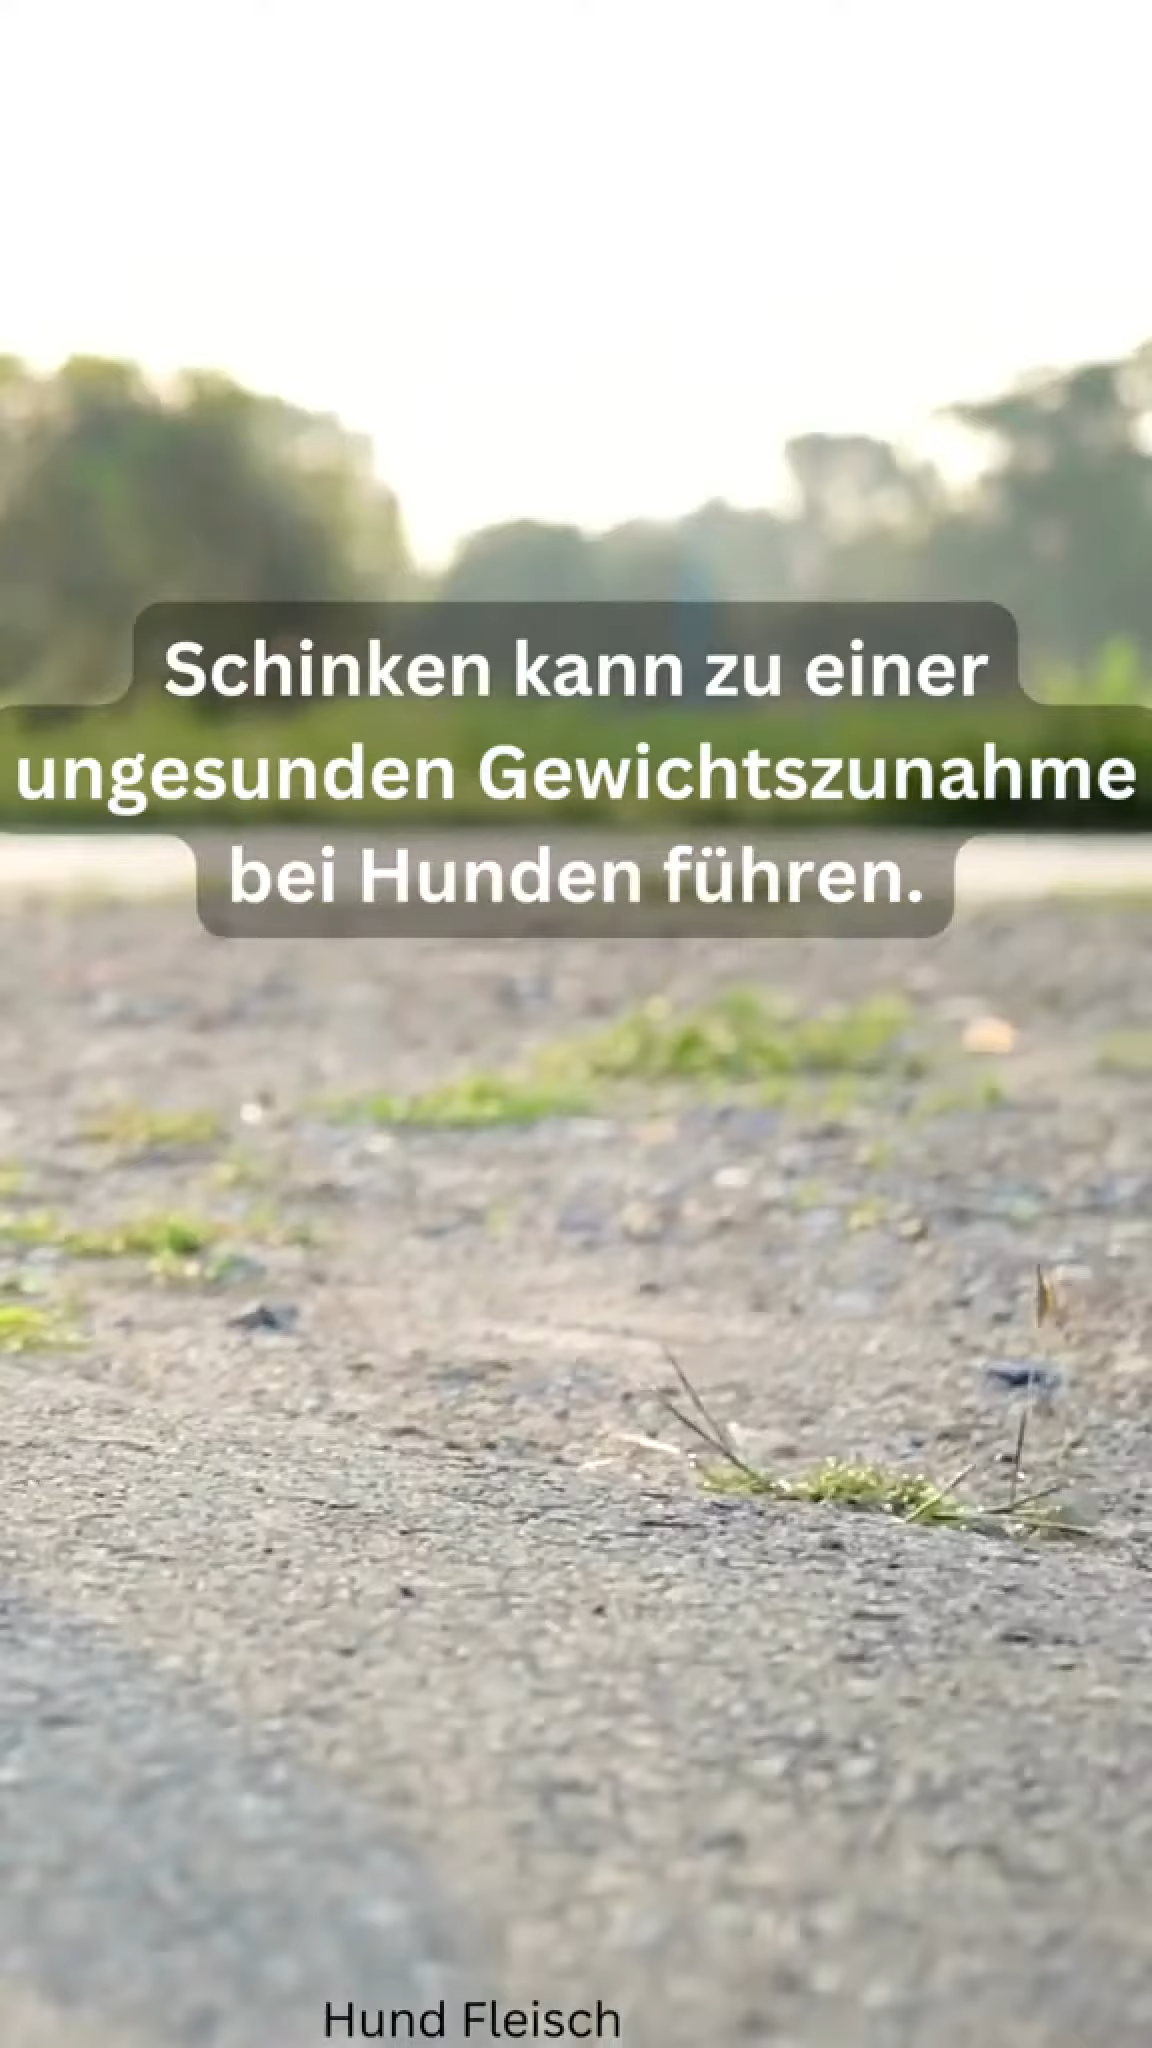 Schinken kann zu einer
ungesunden Gewichtszunahme
bei Hunden führen.
Hund Fleisch